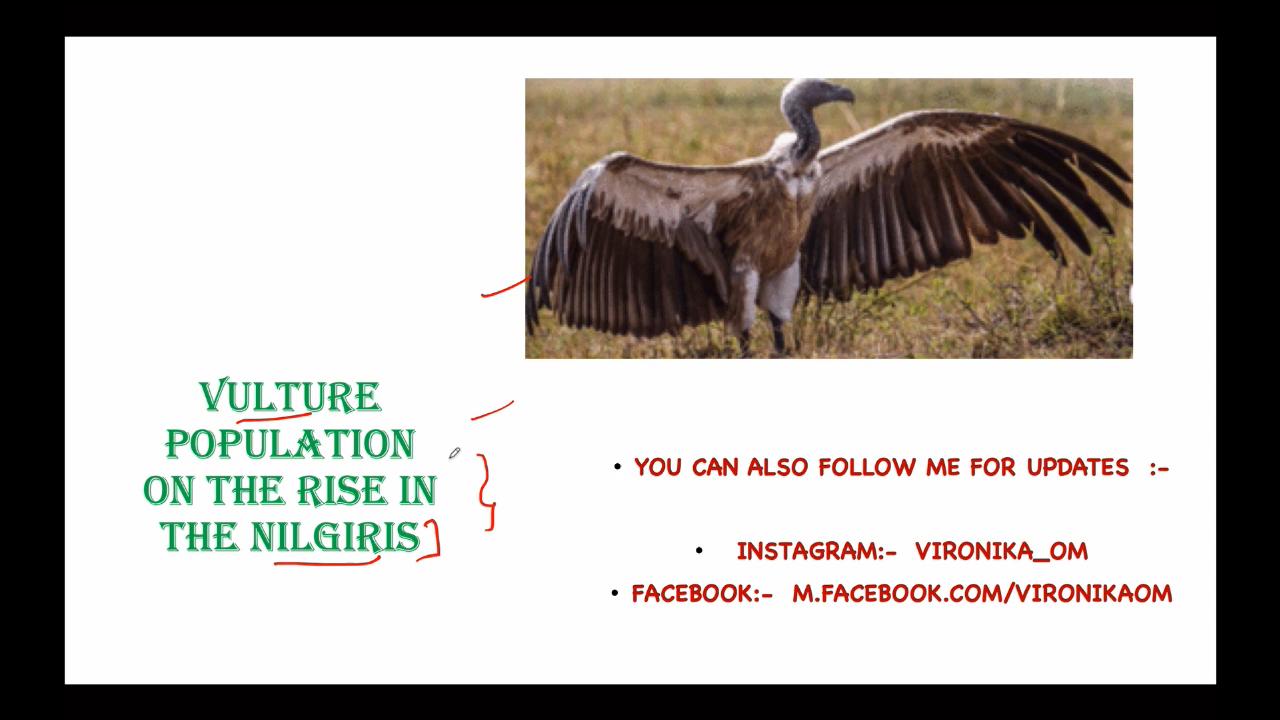 VULTURE
POPULATION
ON THE RISE IN
THE NILGIRIS
• YOU CAN ALSO FOLLOW ME FOR UPDATES :-
• INSTAGRAM:- VIRONIKA_OM
• FACEBOOK:- M.FACEBOOK.COM/VIRONIKAOM